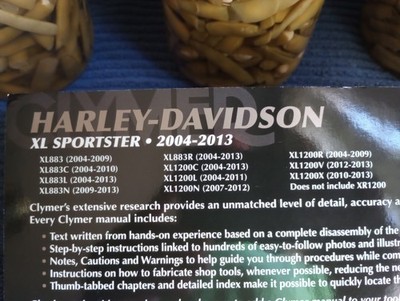 CLYMER
HARLEY-DAVIDSON
XL SPORTSTER • 2004-2013
XL883 (2004-2009) XL883R (2004-2013) XL1200R (2004-2009)
XL883C (2004-2010) XL1200C (2004-2013) XL1200V (2012-2013)
XL883L (2004-2013) XL1200L (2004-2011) XL1200X (2010-2013)
XL883N (2009-2013) XL1200N (2007-2012) Does not include XR1200
Clymer's extensive research provides an unmatched level of detail, accuracy a
Every Clymer manual includes:
• Text written from hands-on experience based on a complete disassembly of the
• Step-by-step instructions linked to hundreds of easy-to-follow photos and illustr
• Notes, Cautions and Warnings to help guide you through procedures while com
• Instructions on how to fabricate shop tools, whenever possible, reducing the ne
• Thumb-tabbed chapters and detailed index make it possible to quickly locate th